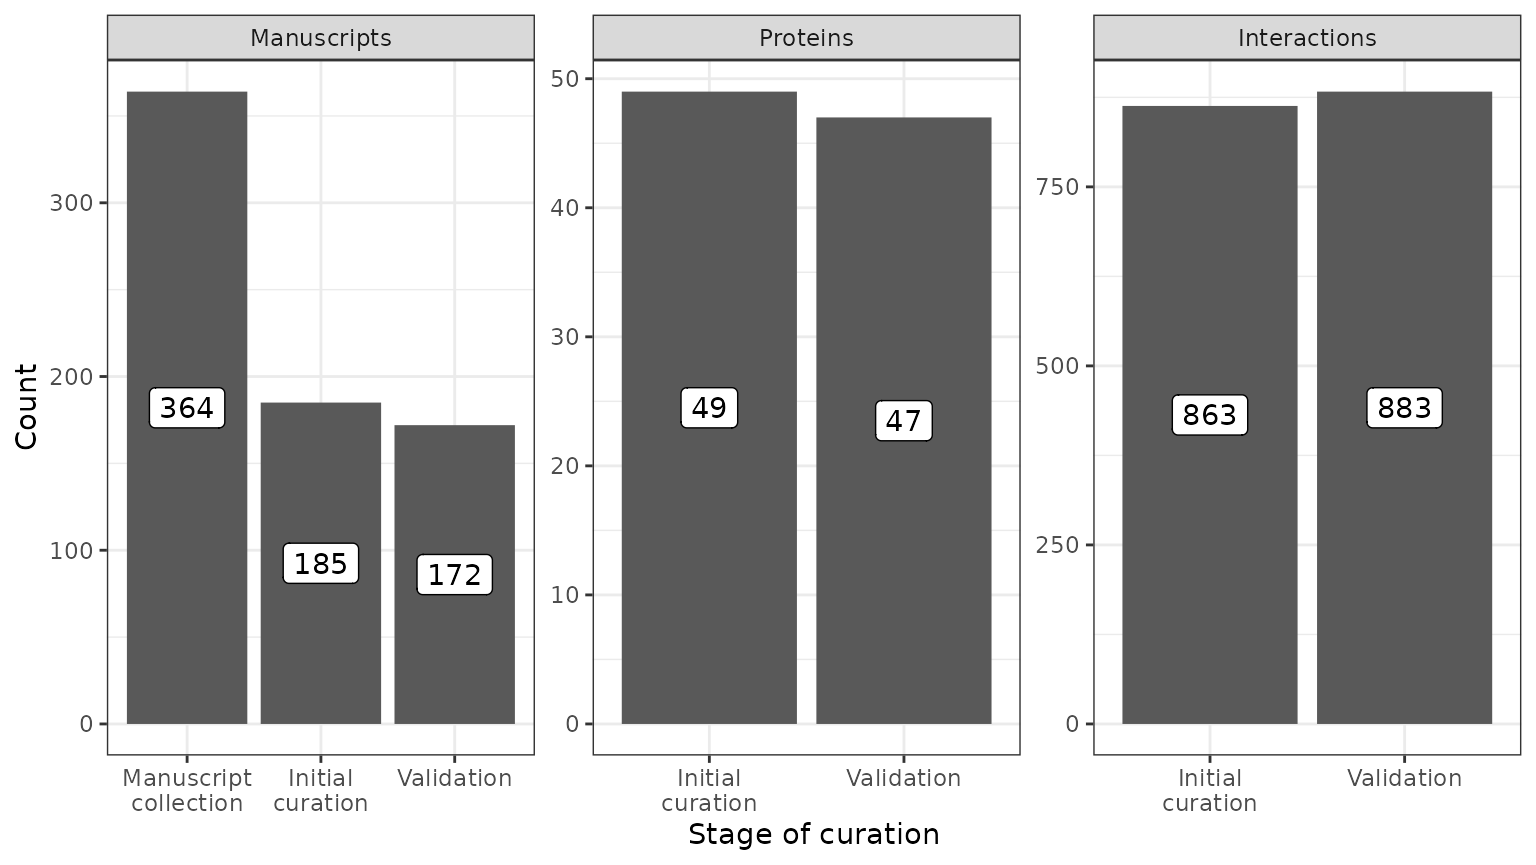 Manuscripts
Proteins
Interactions
Count
300
200
100
0
364
185
172
50
40
30
20
10
0
49
47
750
500
250
0
863
883
Manuscript
collection
Initial
curation
Validation
Initial
curation
Validation
Initial
curation
Validation
Stage of curation